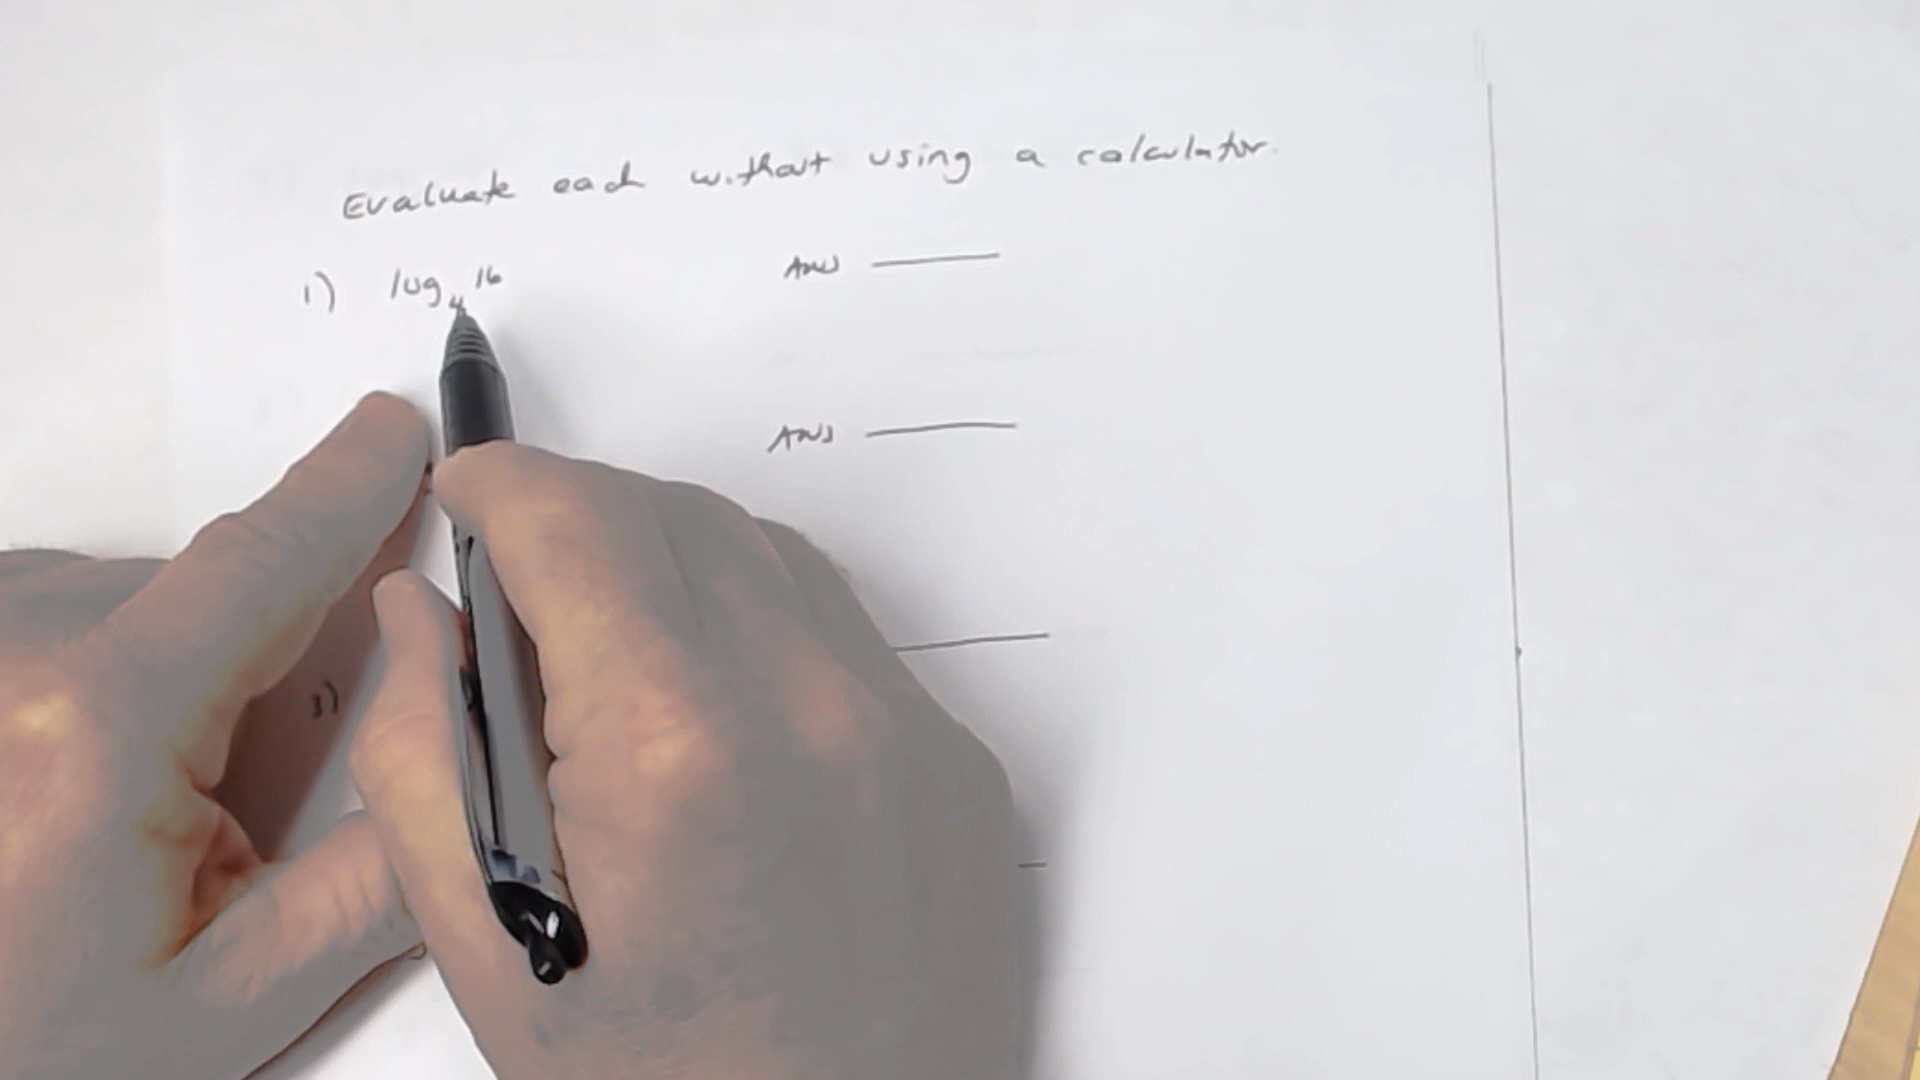 Evaluate each without using a calculator.
1) log₄ 16 Ans
Ans
3)